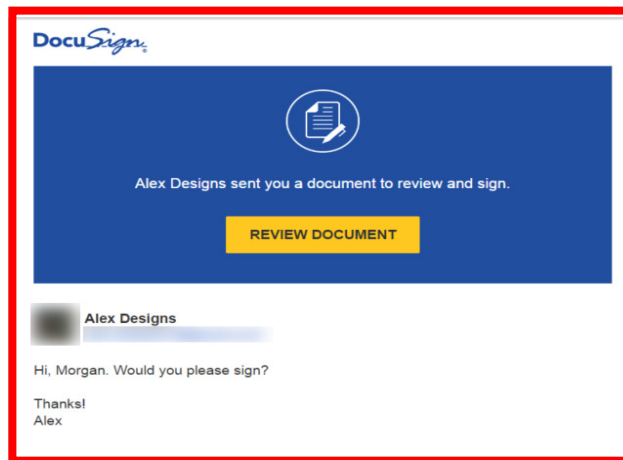 DocuSign
Alex Designs sent you a document to review and sign.
REVIEW DOCUMENT
Alex Designs
Hi, Morgan. Would you please sign?
Thanks!
Alex